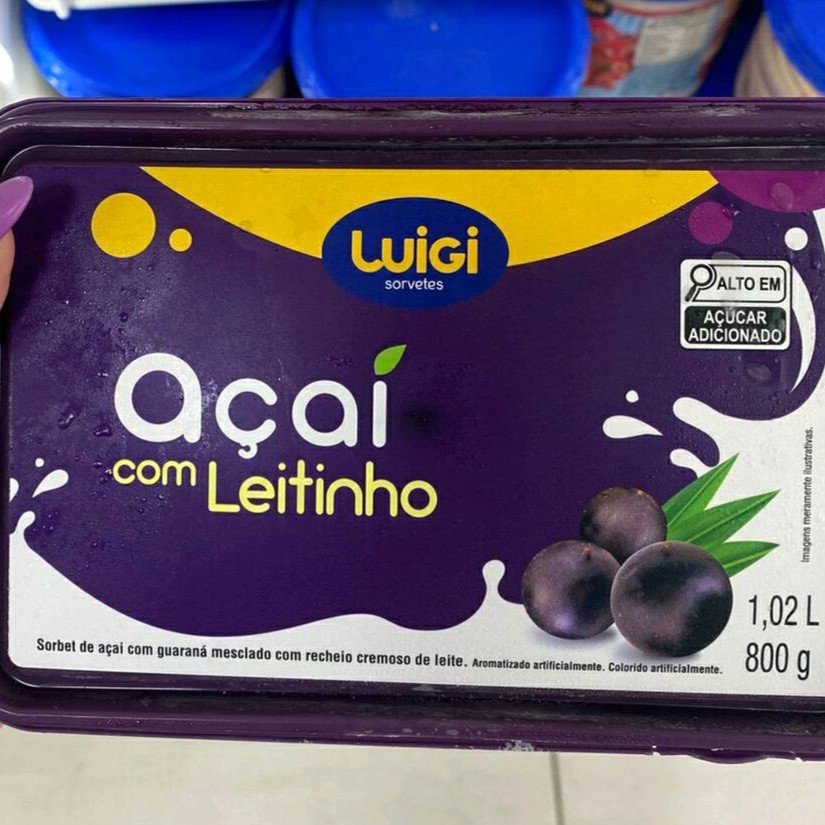 LUIGI
sorvetes
ALTO EM
AÇÚCAR
ADICIONADO
açaí
com Leitinho
Imagens meramente ilustrativas.
1,02 L
800 g
Sorbet de açai com guaraná mesclado com recheio cremoso de leite. Aromatizado artificialmente. Colorido artificialmente.